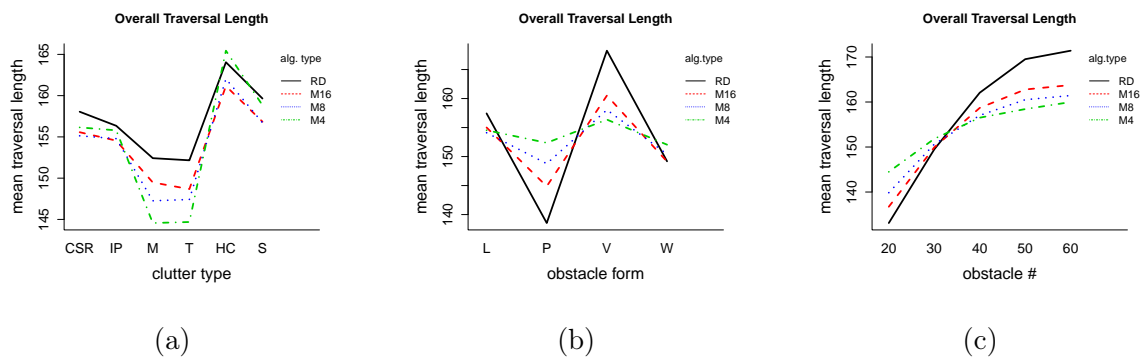 Overall Traversal Length
mean traversal length
165
160
155
150
145
CSR IP M T HC S
clutter type
alg. type
RD
M16
M8
M4
(a)
Overall Traversal Length
mean traversal length
160
150
140
L P V W
obstacle form
alg.type
RD
M16
M8
M4
(b)
Overall Traversal Length
mean traversal length
170
160
150
140
20 30 40 50 60
obstacle #
alg.type
RD
M16
M8
M4
(c)